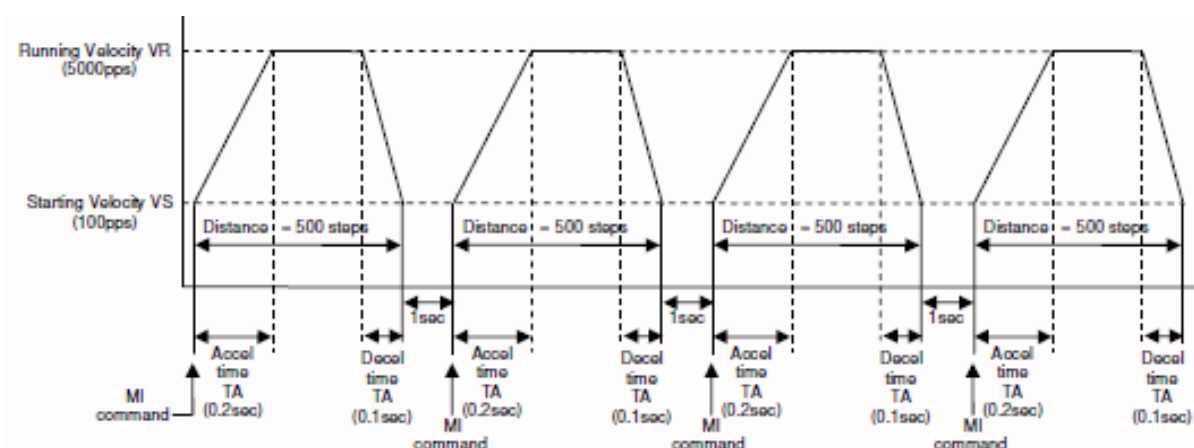 Running Velocity VR
(5000pps)
Starting Velocity VS
(100pps)
Distance = 500 steps
Distance = 500 steps
Distance = 500 steps
Distance = 500 steps
1sec
1sec
1sec
Accel
time
TA
(0.2sec)
Decel
time
TA
(0.1sec)
Accel
time
TA
(0.2sec)
Decel
time
TA
(0.1sec)
Accel
time
TA
(0.2sec)
Decel
time
TA
(0.1sec)
Accel
time
TA
(0.2sec)
Decel
time
TA
(0.1sec)
MI
command
MI
command
MI
command
MI
command